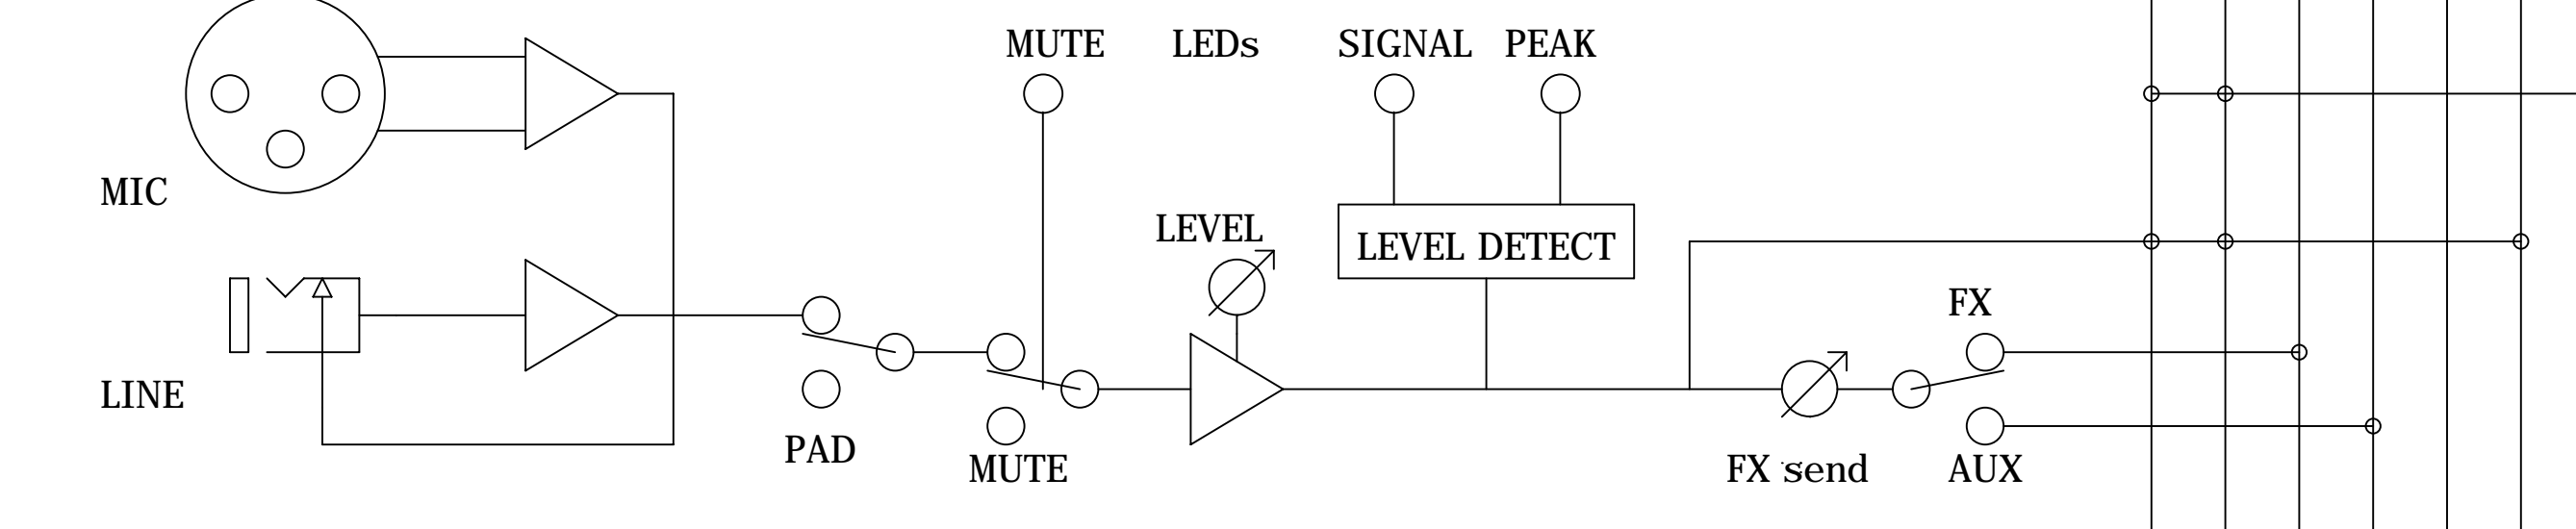 MUTE LEDs SIGNAL PEAK
MIC
LEVEL
LEVEL DETECT
FX
LINE
PAD
MUTE
FX send
AUX